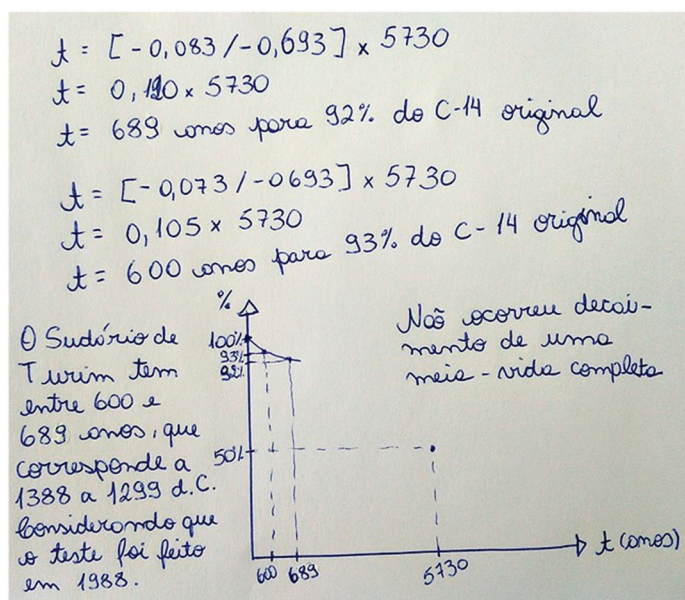 t = [-0,083/-0,693] x 5730
t = 0,120 x 5730
t = 689 anos para 92% do C-14 original
t = [-0,073/-0693] x 5730
t = 0,105 x 5730
t = 600 anos para 93% do C-14 original
O Sudário de
Turim tem
entre 600 e
689 anos, que
corresponde a
1388 a 1299 d.C.
Considerando que
o teste foi feito
em 1988.
%
100%
93%
92%
50%
600 689 5730
t (anos)
Naõ ocorreu decai-
mento de uma
meia-vida completa